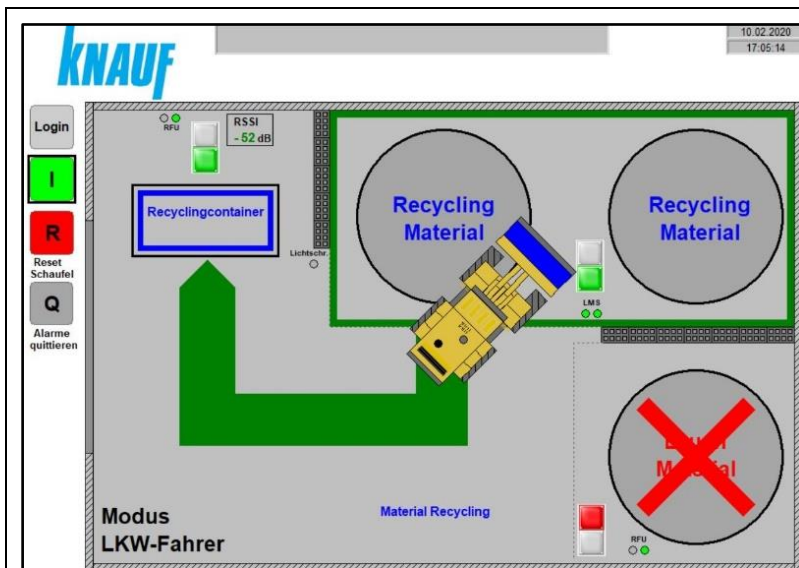 KNAUF
10.02.2020
17:05:14
Login
I
R
Reset
Schaufel
Q
Alarme
quittieren
RFU
RSSI
-52 dB
Recyclingcontainer
Lichtschr.
Recycling
Material
Recycling
Material
LMS
Material
RFU
Material Recycling
Modus
LKW-Fahrer